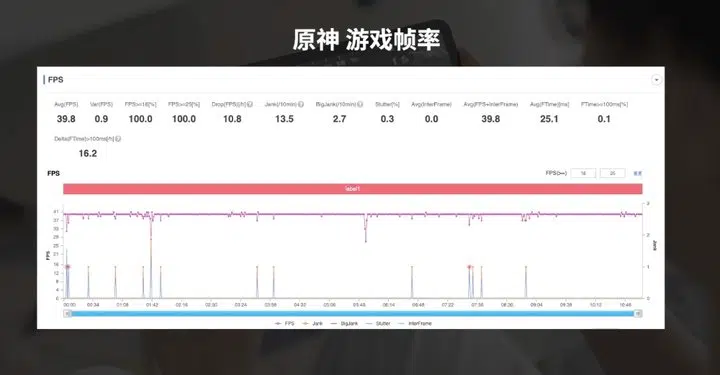 原神 游戏帧率
FPS
Avg(FPS) Var(FPS) FPS>=18[%] FPS>=25[%] Drop(FPS)[/h] Jank(/10min) BigJank(/10min) Stutter[%] Avg(InterFrame) Avg(FPS+InterFrame) Avg(FTime)[ms] FTime>=100ms[%]
39.8 0.9 100.0 100.0 10.8 13.5 2.7 0.3 0.0 39.8 25.1 0.1
Delta(FTime)>100ms[/h]
16.2
FPS FPS(>=) 18 25
label1
41
37
33
29
25
20
16
12
8
4
0
FPS
3
2
1
0
Jank
00:00 00:34 01:08 01:42 02:16 02:50 03:24 03:58 04:32 05:06 06:14 06:48 07:22 07:56 08:30 09:04 09:38 10:12 10:46
FPS Jank BigJank Stutter InterFrame